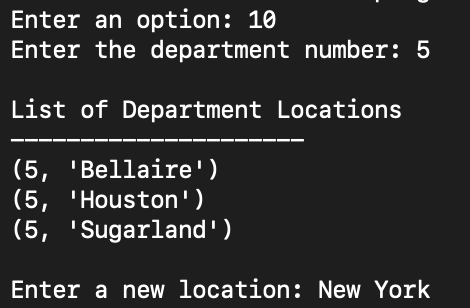 Enter an option: 10
Enter the department number: 5
List of Department Locations
---------------------
(5, 'Bellaire')
(5, 'Houston')
(5, 'Sugarland')
Enter a new location: New York